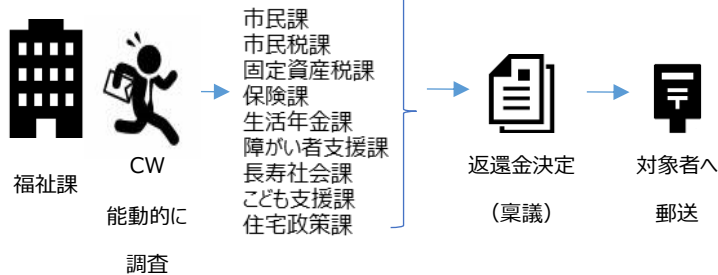 福祉課
CW
能動的に
調査
市民課
市民税課
固定資産税課
保険課
生活年金課
障がい者支援課
長寿社会課
こども支援課
住宅政策課
返還金決定
（稟議）
〒
対象者へ
郵送